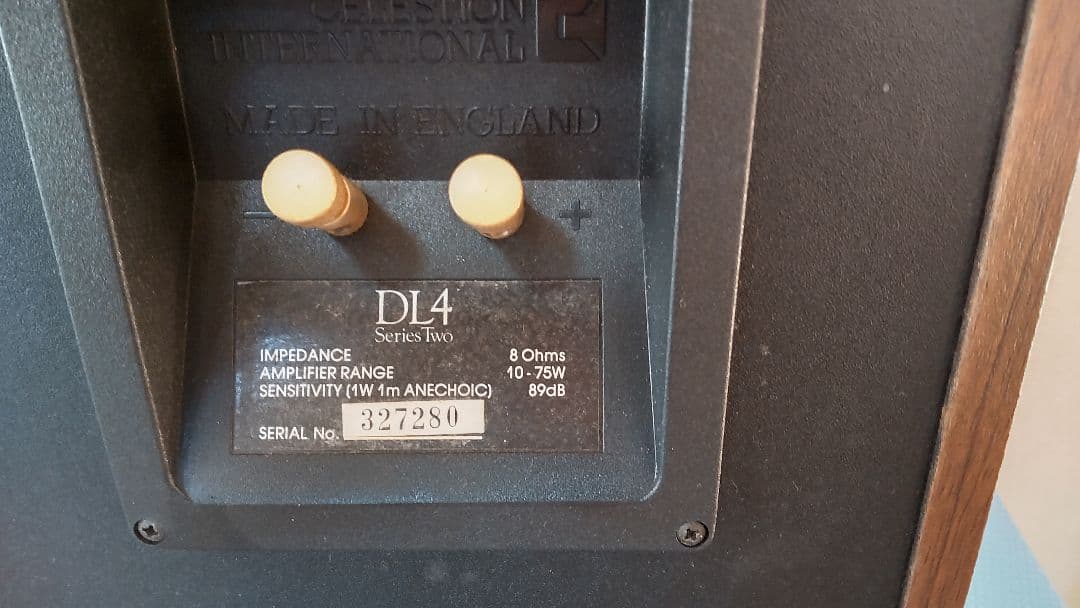 CELESTION
INTERNATIONAL
MADE IN ENGLAND
− +
DL4
Series Two
IMPEDANCE 8 Ohms
AMPLIFIER RANGE 10 - 75W
SENSITIVITY (1W 1m ANECHOIC) 89dB
SERIAL No. 327280